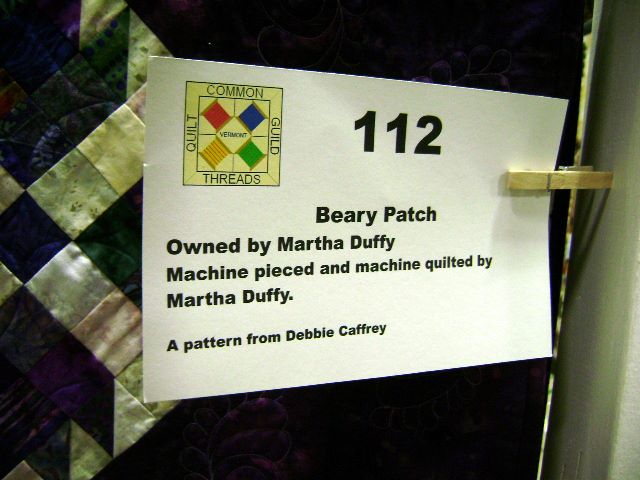 COMMON
QUILT
VERMONT
GUILD
THREADS
112
Beary Patch
Owned by Martha Duffy
Machine pieced and machine quilted by
Martha Duffy.
A pattern from Debbie Caffrey